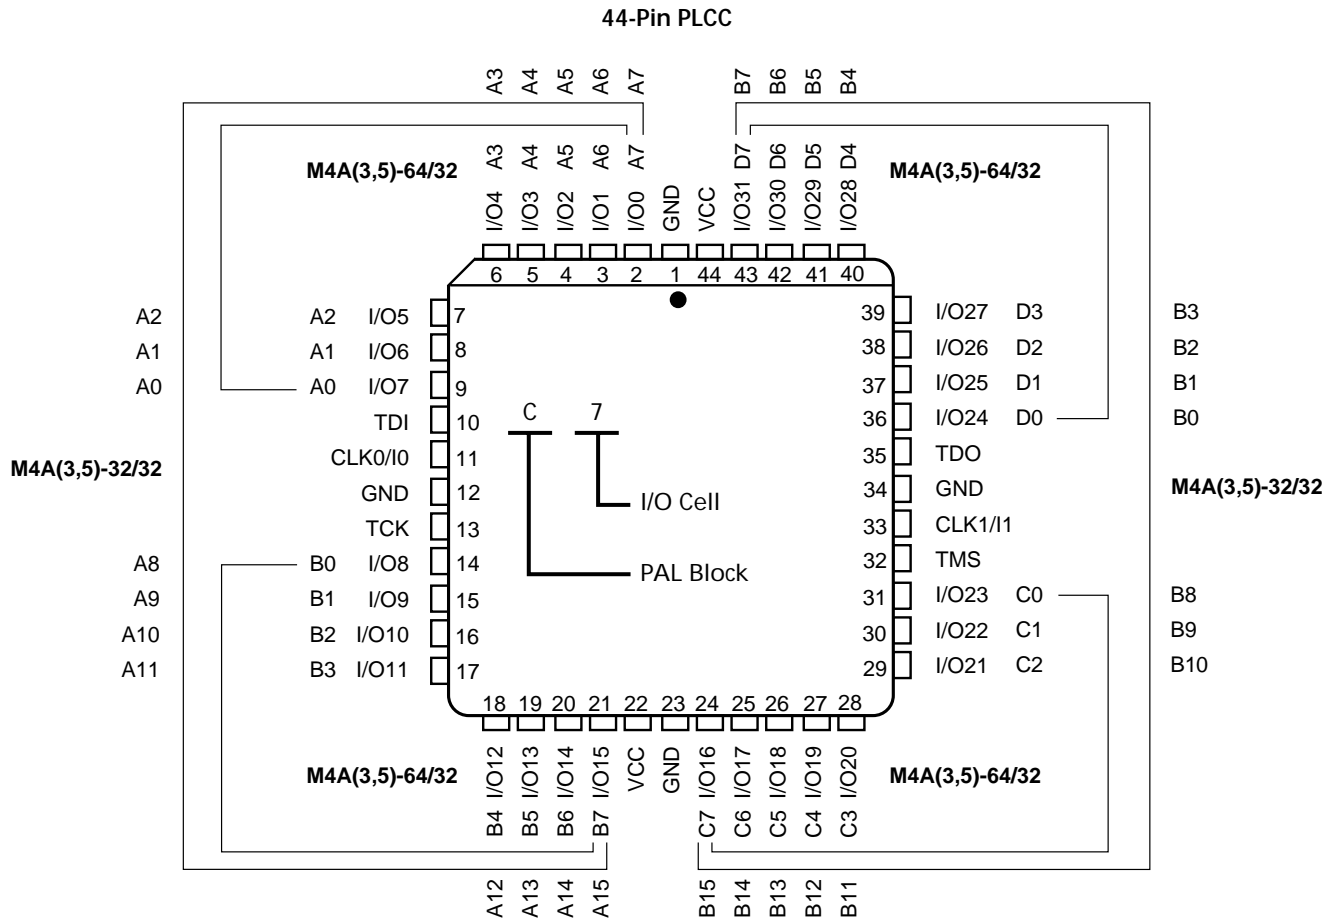 44-Pin PLCC
A3 A4 A5 A6 A7 B7 B6 B5 B4
M4A(3,5)-64/32 A3 A4 A5 A6 A7 D7 D6 D5 D4 M4A(3,5)-64/32
I/O4 I/O3 I/O2 I/O1 I/O0 GND VCC I/O31 I/O30 I/O29 I/O28
6 5 4 3 2 1 44 43 42 41 40
A2 A2 I/O5 7 39 I/O27 D3 B3
A1 A1 I/O6 8 38 I/O26 D2 B2
A0 A0 I/O7 9 37 I/O25 D1 B1
TDI 10 C 7 36 I/O24 D0 B0
CLK0/I0 11 35 TDO
M4A(3,5)-32/32 M4A(3,5)-32/32
GND 12 I/O Cell 34 GND
TCK 13 33 CLK1/I1
A8 B0 I/O8 14 PAL Block 32 TMS
A9 B1 I/O9 15 31 I/O23 C0 B8
A10 B2 I/O10 16 30 I/O22 C1 B9
A11 B3 I/O11 17 29 I/O21 C2 B10
18 19 20 21 22 23 24 25 26 27 28
I/O12 I/O13 I/O14 I/O15 VCC GND I/O16 I/O17 I/O18 I/O19 I/O20
M4A(3,5)-64/32 B4 B5 B6 B7 C7 C6 C5 C4 C3 M4A(3,5)-64/32
A12 A13 A14 A15 B15 B14 B13 B12 B11